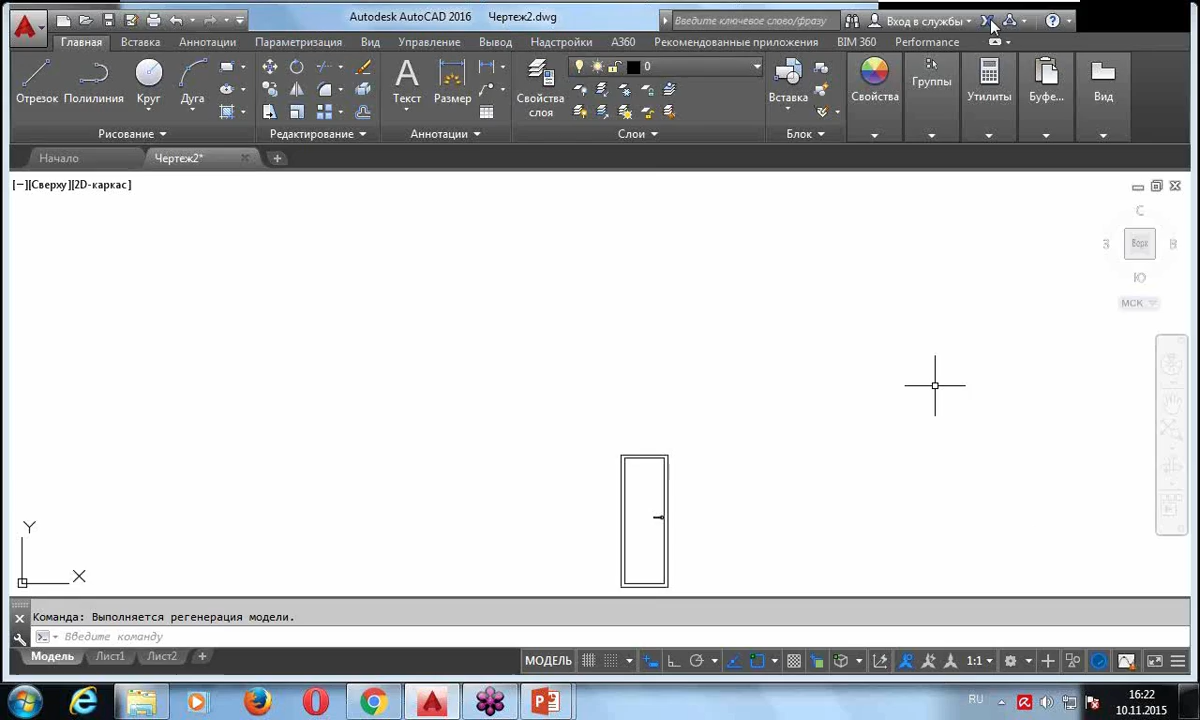 Autodesk AutoCAD 2016 Чертеж2.dwg
Введите ключевое слово/фразу
Вход в службы
Главная Вставка Аннотации Параметризация Вид Управление Вывод Надстройки A360 Рекомендованные приложения BIM 360 Performance
Отрезок Полилиния Круг Дуга
Текст Размер
Свойства слоя
0
Вставка
Свойства
Группы
Утилиты
Буфе...
Вид
Рисование Редактирование Аннотации Слои Блок
Начало Чертеж2*
[−][Сверху][2D-каркас]
С
З Верх В
Ю
МСК
Y
X
Команда: Выполняется регенерация модели.
Введите команду
Модель Лист1 Лист2
МОДЕЛЬ 1:1
RU
16:22
10.11.2015